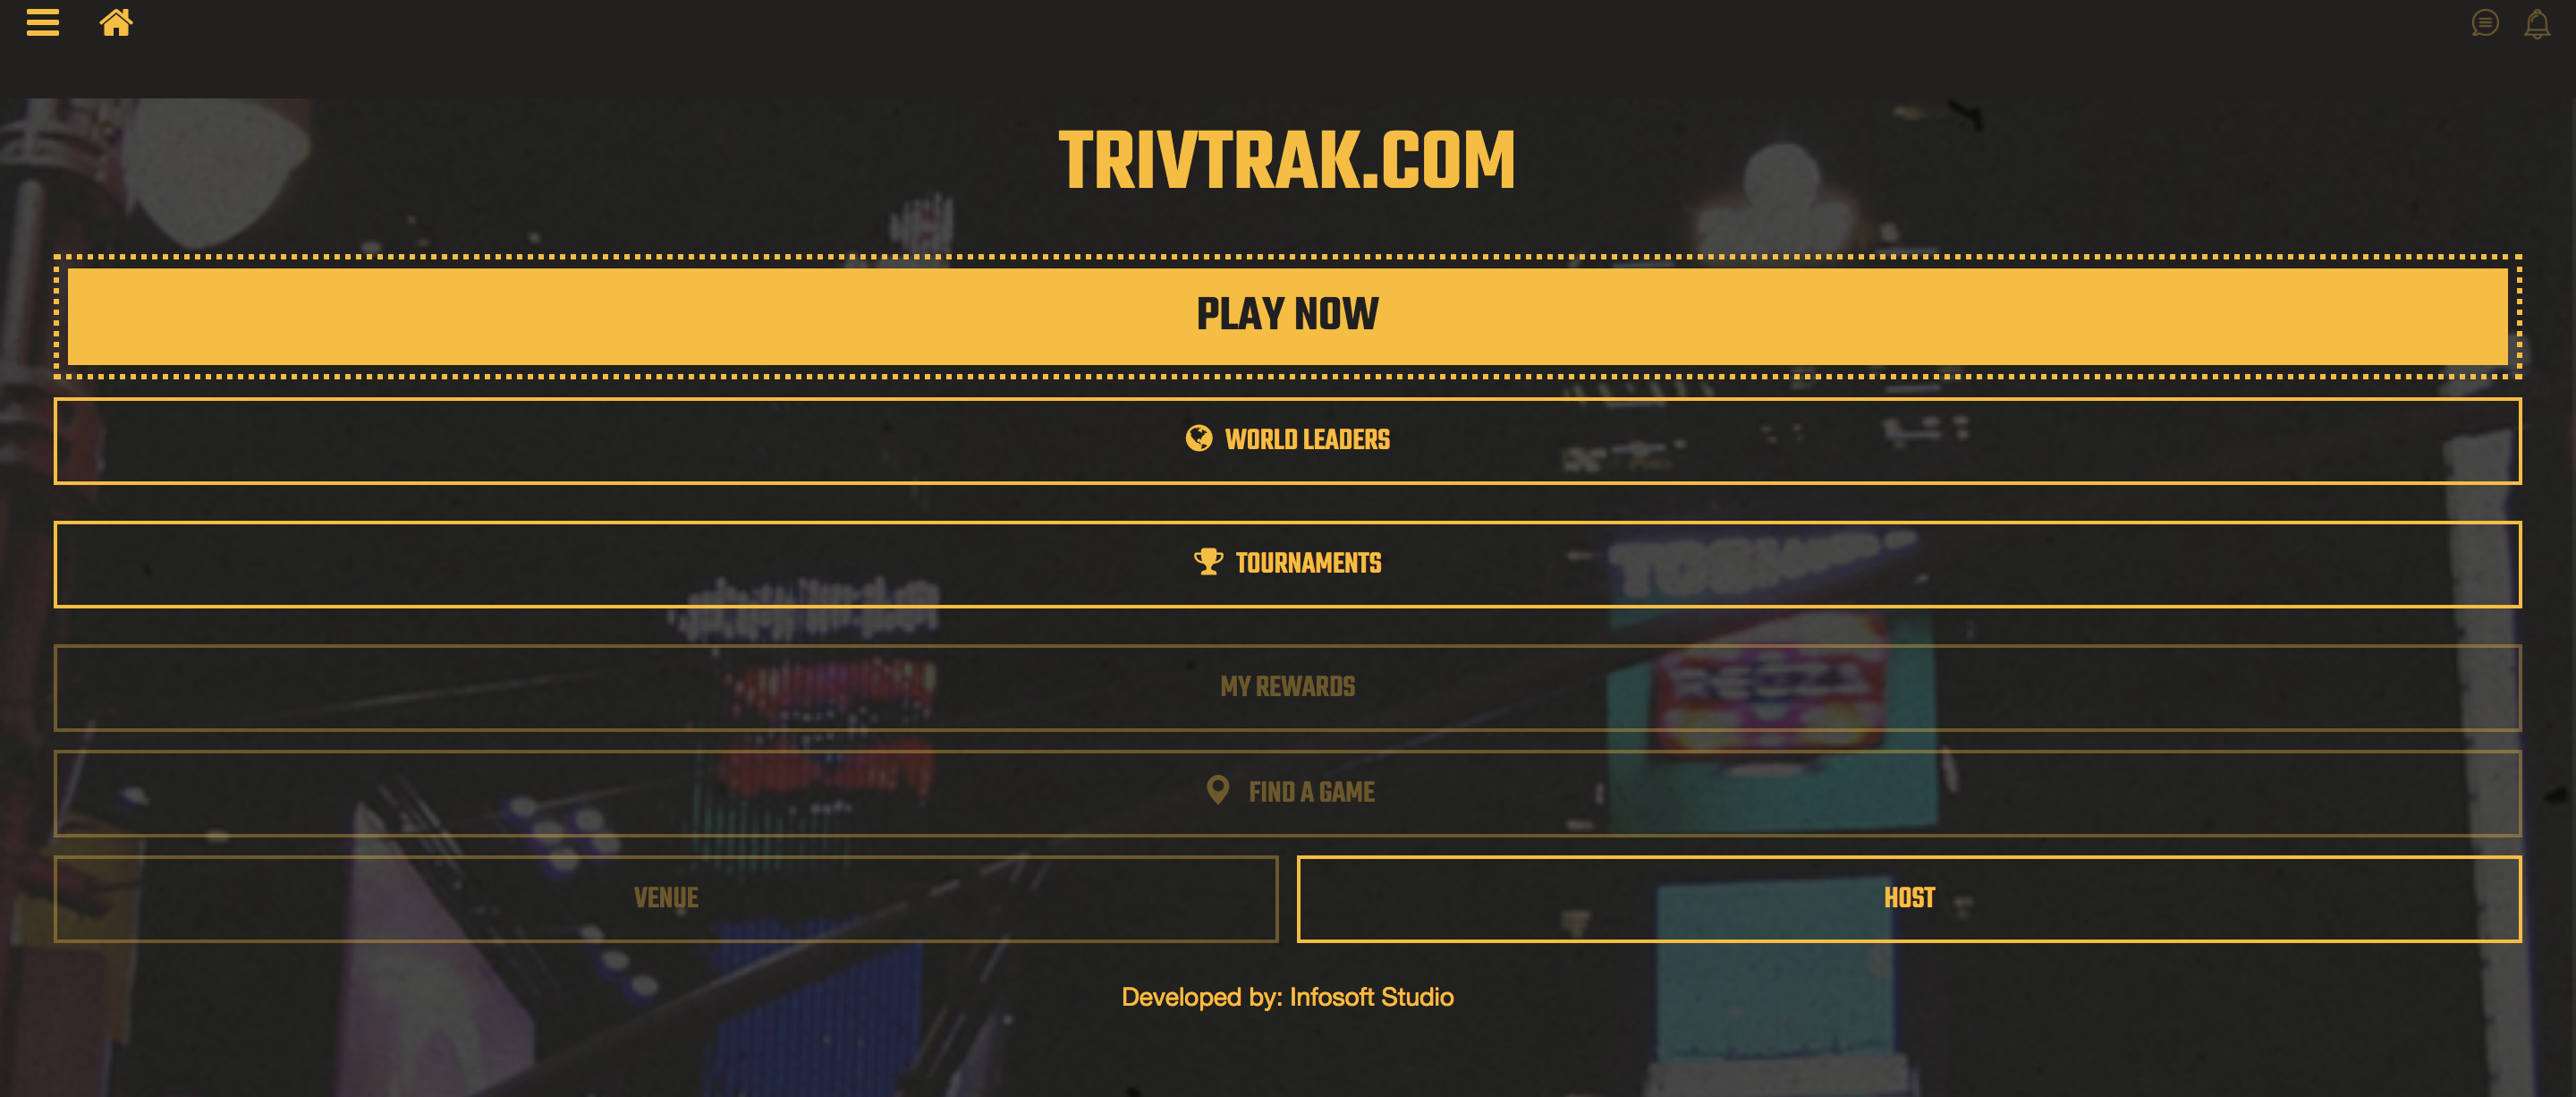 TRIVTRAK.COM
PLAY NOW
WORLD LEADERS
TOURNAMENTS
MY REWARDS
FIND A GAME
VENUE
HOST
Developed by: Infosoft Studio